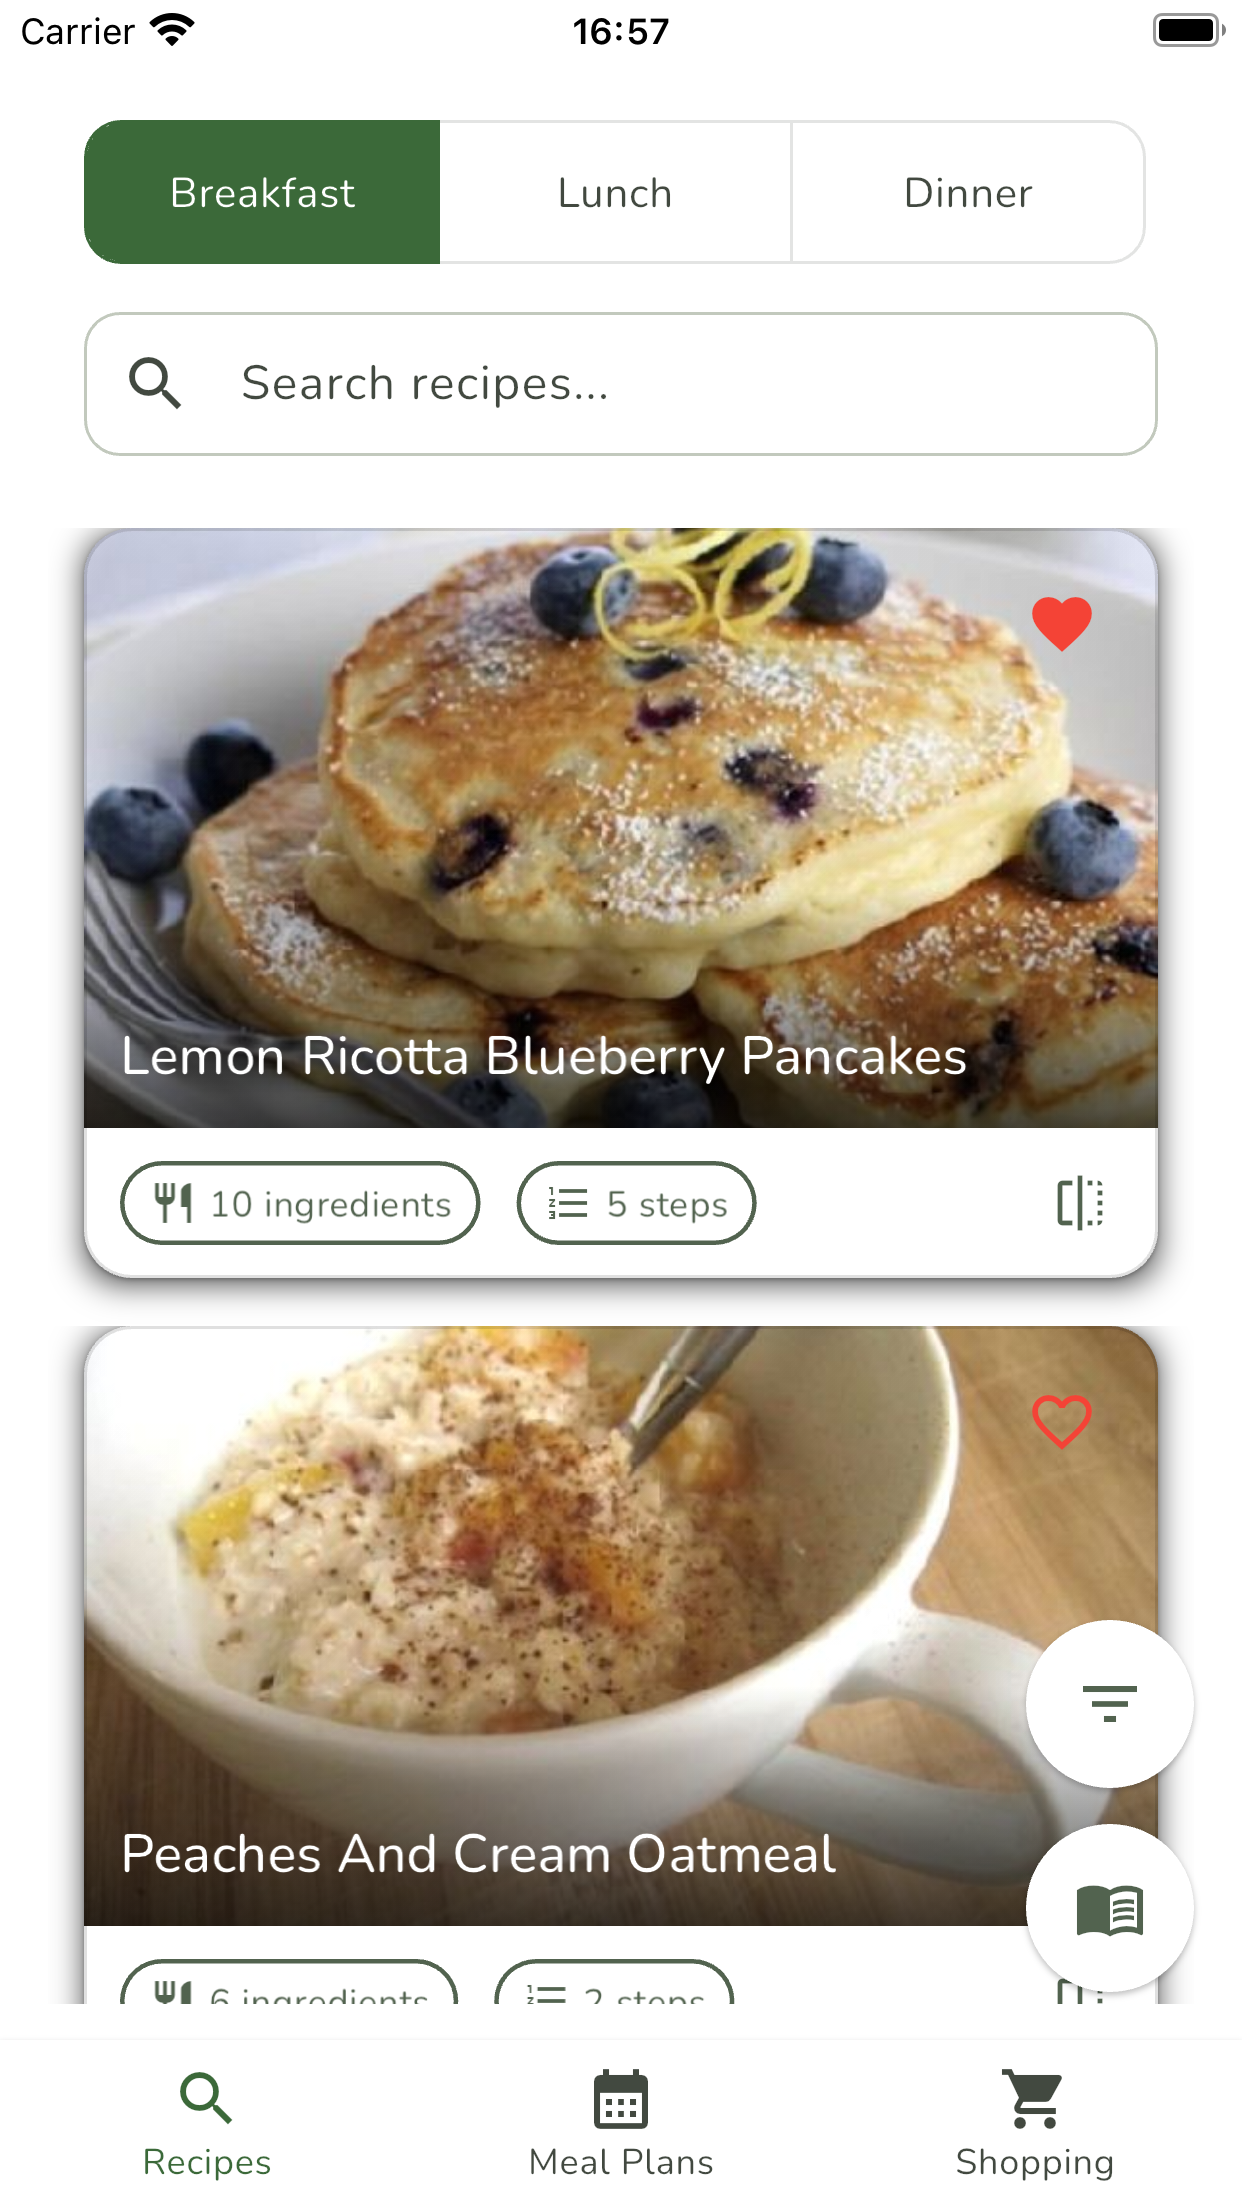 Carrier 16:57
Breakfast Lunch Dinner
Search recipes...
Lemon Ricotta Blueberry Pancakes
10 ingredients 5 steps
Peaches And Cream Oatmeal
6 ingredients 2 steps
Recipes Meal Plans Shopping